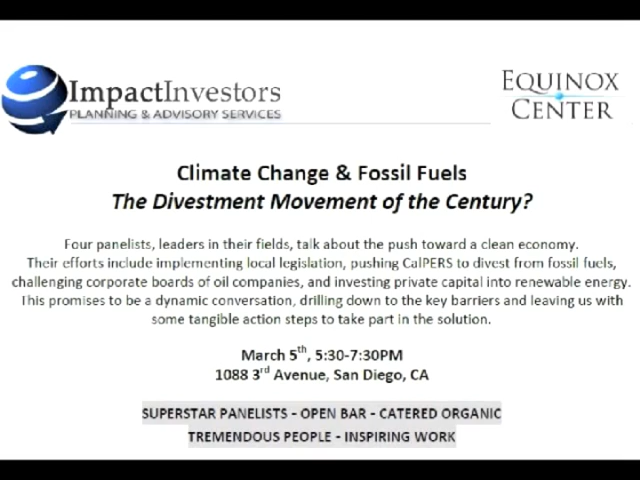 ImpactInvestors
PLANNING & ADVISORY SERVICES
EQUINOX
CENTER
Climate Change & Fossil Fuels
The Divestment Movement of the Century?
Four panelists, leaders in their fields, talk about the push toward a clean economy.
Their efforts include implementing local legislation, pushing CalPERS to divest from fossil fuels,
challenging corporate boards of oil companies, and investing private capital into renewable energy.
This promises to be a dynamic conversation, drilling down to the key barriers and leaving us with
some tangible action steps to take part in the solution.
March 5th, 5:30-7:30PM
1088 3rd Avenue, San Diego, CA
SUPERSTAR PANELISTS - OPEN BAR - CATERED ORGANIC
TREMENDOUS PEOPLE - INSPIRING WORK